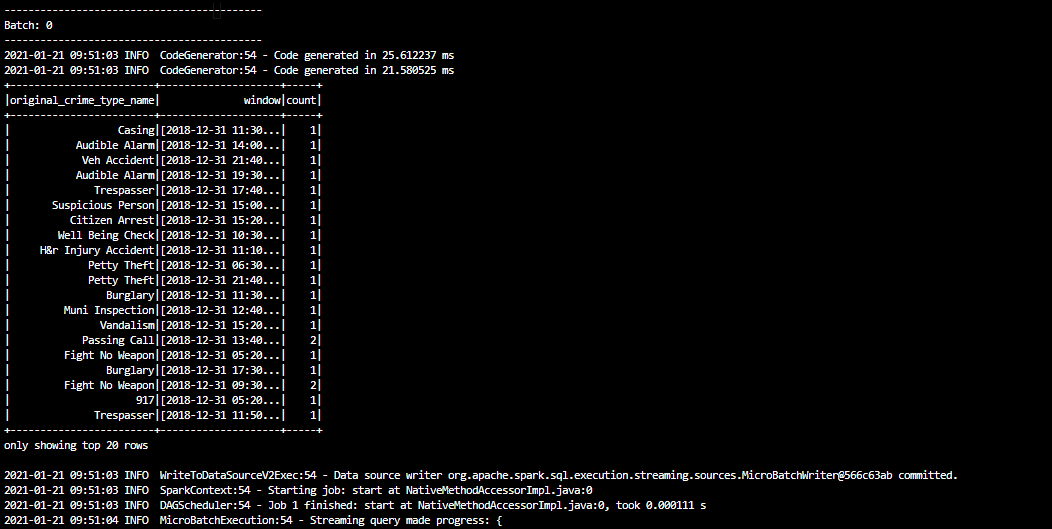 -------------------------------------------
Batch: 0
-------------------------------------------
2021-01-21 09:51:03 INFO  CodeGenerator:54 - Code generated in 25.612237 ms
2021-01-21 09:51:03 INFO  CodeGenerator:54 - Code generated in 21.580525 ms
+------------------------+--------------------+-----+
|original_crime_type_name|              window|count|
+------------------------+--------------------+-----+
|                  Casing|[2018-12-31 11:30...|    1|
|           Audible Alarm|[2018-12-31 14:00...|    1|
|            Veh Accident|[2018-12-31 21:40...|    1|
|           Audible Alarm|[2018-12-31 19:30...|    1|
|              Trespasser|[2018-12-31 17:40...|    1|
|       Suspicious Person|[2018-12-31 15:00...|    1|
|          Citizen Arrest|[2018-12-31 15:20...|    1|
|        Well Being Check|[2018-12-31 10:30...|    1|
|     H&r Injury Accident|[2018-12-31 11:10...|    1|
|             Petty Theft|[2018-12-31 06:30...|    1|
|             Petty Theft|[2018-12-31 21:40...|    1|
|                Burglary|[2018-12-31 11:30...|    1|
|         Muni Inspection|[2018-12-31 12:40...|    1|
|               Vandalism|[2018-12-31 15:20...|    1|
|            Passing Call|[2018-12-31 13:40...|    2|
|         Fight No Weapon|[2018-12-31 05:20...|    1|
|                Burglary|[2018-12-31 17:30...|    1|
|         Fight No Weapon|[2018-12-31 09:30...|    2|
|                     917|[2018-12-31 05:20...|    1|
|              Trespasser|[2018-12-31 11:50...|    1|
+------------------------+--------------------+-----+
only showing top 20 rows
2021-01-21 09:51:03 INFO  WriteToDataSourceV2Exec:54 - Data source writer org.apache.spark.sql.execution.streaming.sources.MicroBatchWriter@566c63ab committed.
2021-01-21 09:51:03 INFO  SparkContext:54 - Starting job: start at NativeMethodAccessorImpl.java:0
2021-01-21 09:51:03 INFO  DAGScheduler:54 - Job 1 finished: start at NativeMethodAccessorImpl.java:0, took 0.000111 s
2021-01-21 09:51:04 INFO  MicroBatchExecution:54 - Streaming query made progress: {